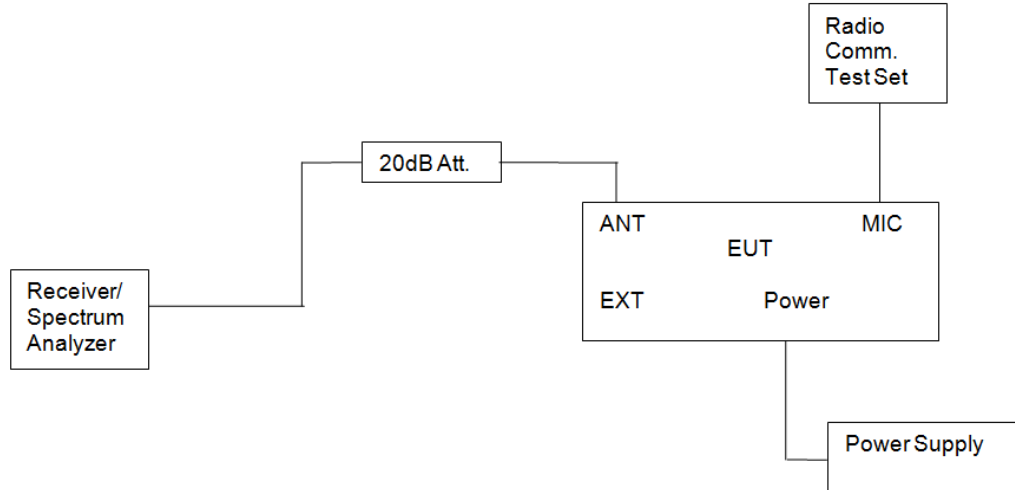 Radio
Comm.
Test Set
20dB Att.
ANT
MIC
EUT
Receiver/
Spectrum
Analyzer
EXT
Power
Power Supply